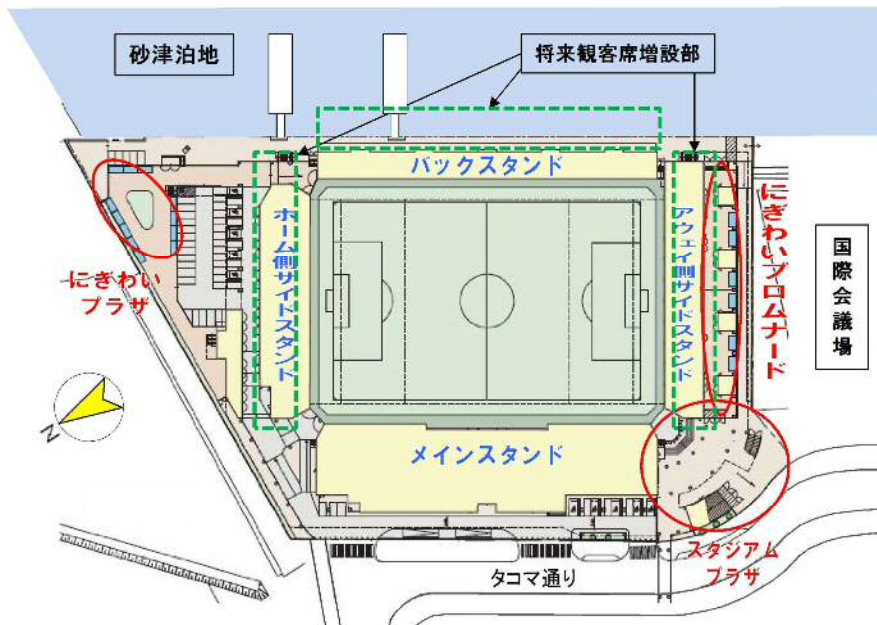 砂津泊地
将来観客席増設部
バックスタンド
ホーム側サイドスタンド
アウェイ側サイドスタンド
にぎわいプロムナード
国際会議場
にぎわい
プラザ
N
メインスタンド
スタジアム
プラザ
タコマ通り